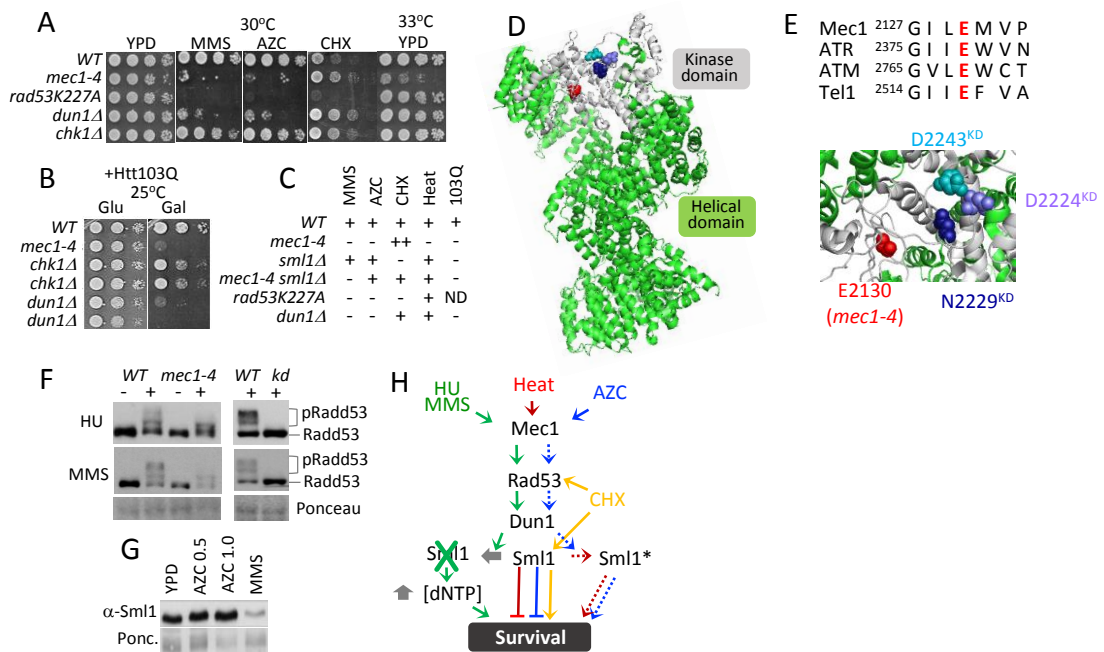 A
30°C
33°C
YPD
MMS
AZC
CHX
YPD
WT
mec1-4
rad53K227A
dun1Δ
chk1Δ
B
+Htt103Q
25°C
Glu
Gal
WT
mec1-4
chk1Δ
chk1Δ
dun1Δ
dun1Δ
C
MMS
AZC
CHX
Heat
103Q
WT + + + + +
mec1-4 - - ++ - -
sml1Δ + + - + -
mec1-4 sml1Δ - + + + -
rad53K227A - - - + ND
dun1Δ - - + + -
D
Kinase
domain
Helical
domain
E
Mec1 2127 G I L E M V P
ATR 2375 G I I E W V N
ATM 2765 G V L E W C T
Tel1 2514 G I I E F V A
D2243KD
D2224KD
E2130
(mec1-4)
N2229KD
F
WT mec1-4
- + - +
WT kd
+ +
HU
pRadd53
Radd53
MMS
pRadd53
Radd53
Ponceau
G
YPD
AZC 0.5
AZC 1.0
MMS
α-Sml1
Ponc.
H
HU
MMS
Heat
AZC
Mec1
Rad53
CHX
Dun1
Sml1
Sml1
Sml1*
[dNTP]
Survival